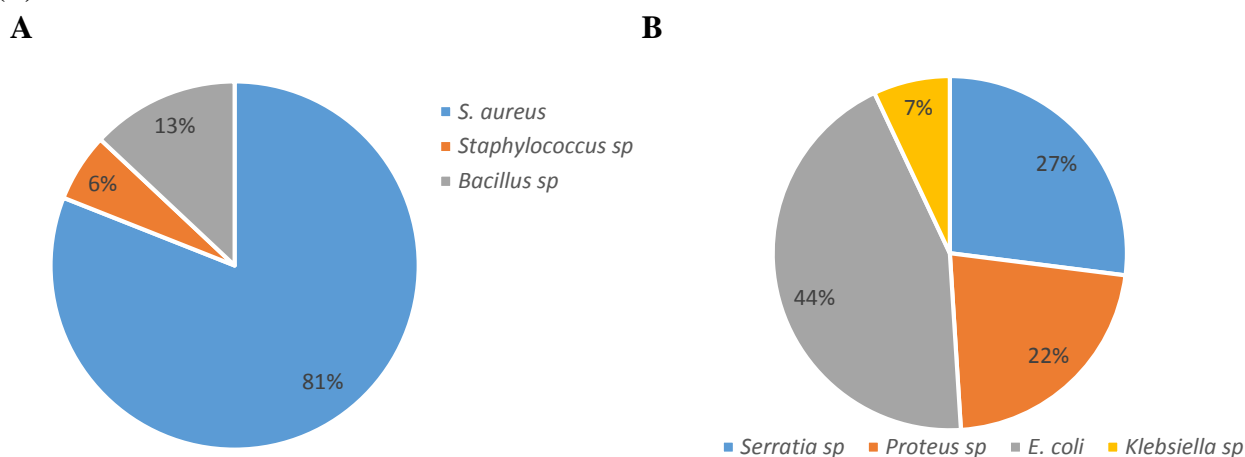 A
B
S. aureus
Staphylococcus sp
Bacillus sp
13%
6%
81%
7%
27%
44%
22%
Serratia sp Proteus sp E. coli Klebsiella sp